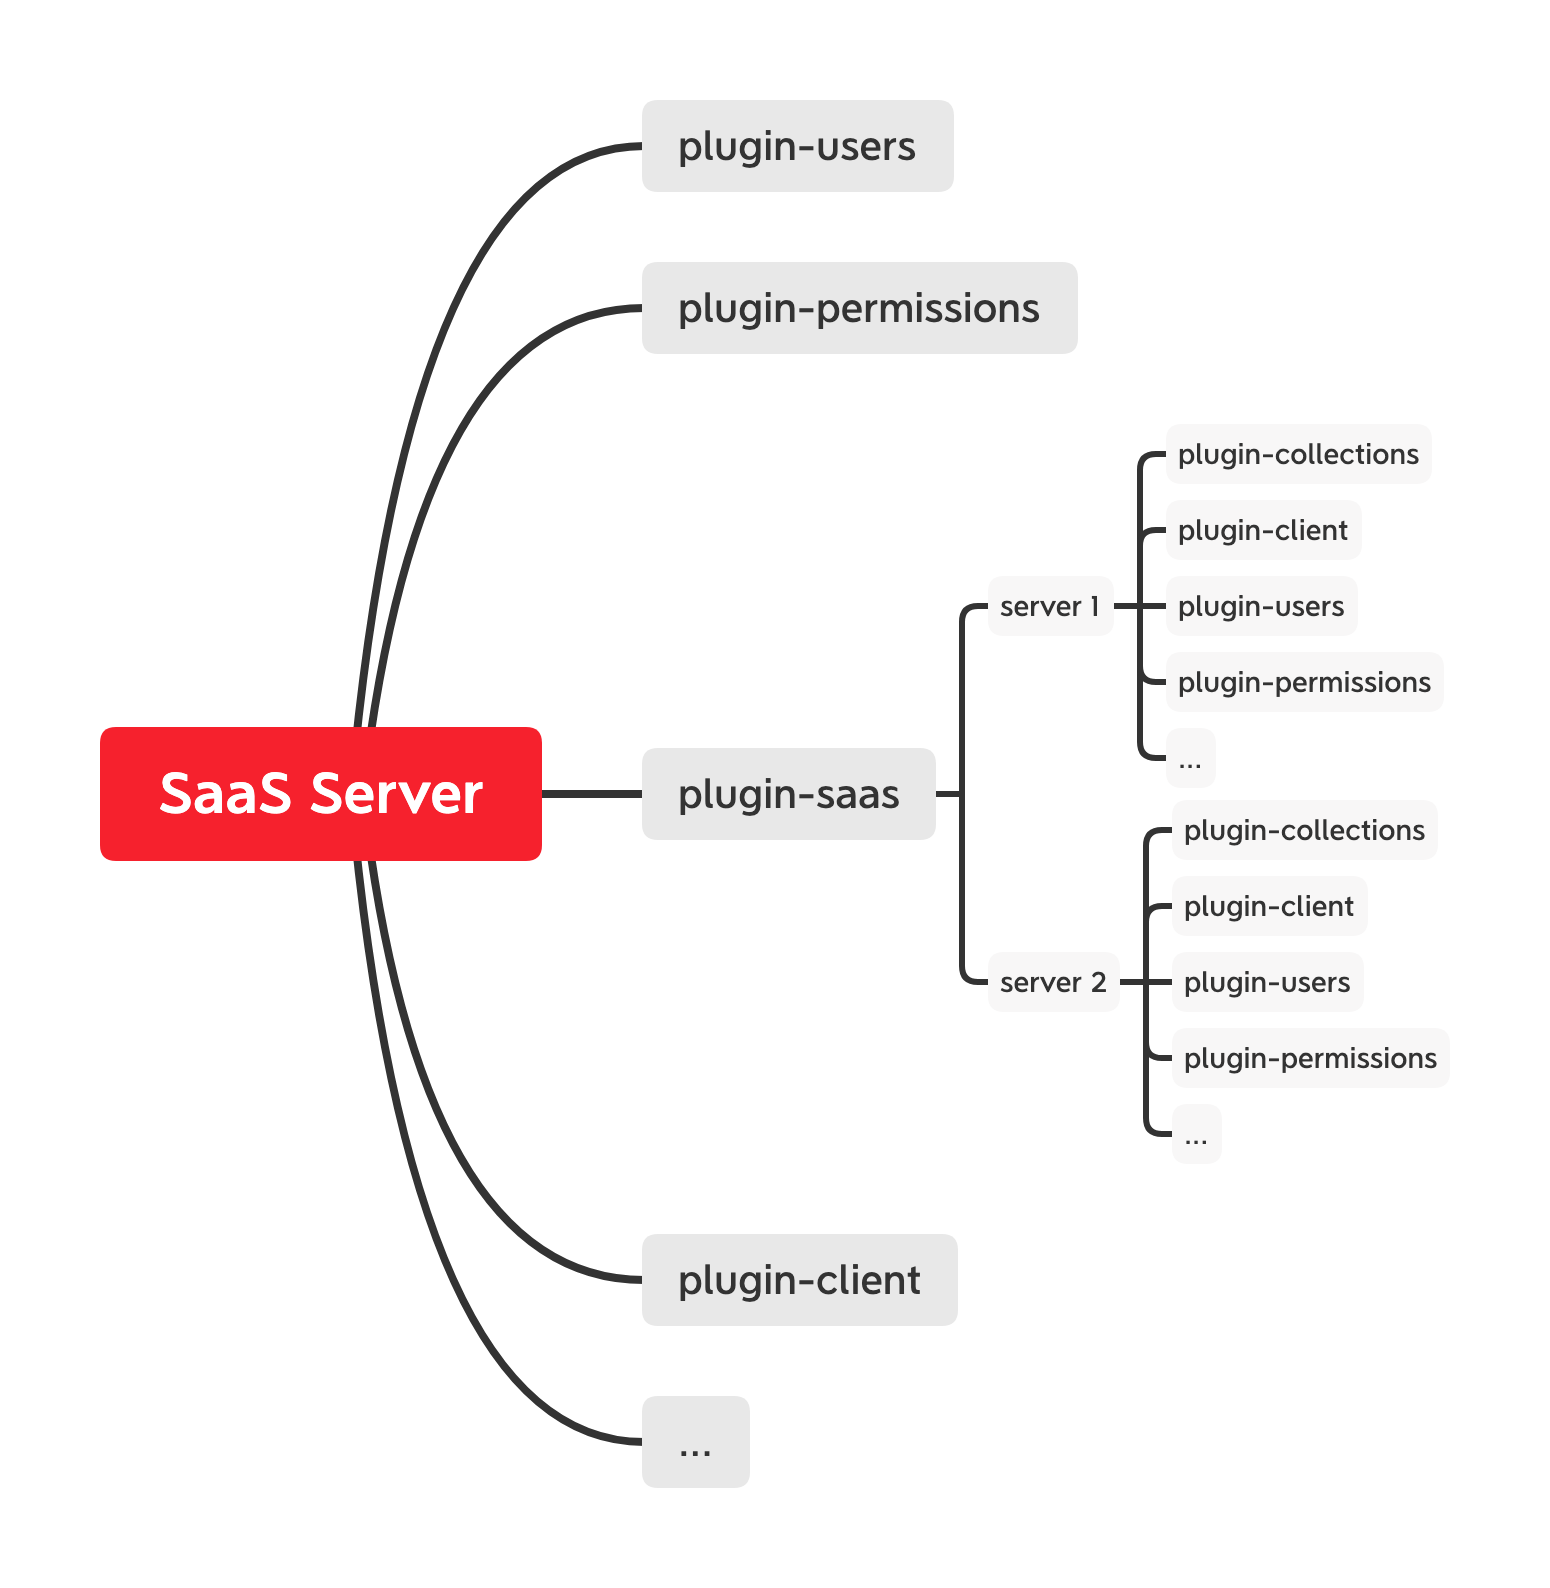 plugin-users
plugin-permissions
plugin-collections
plugin-client
server 1
plugin-users
plugin-permissions
...
SaaS Server
plugin-saas
plugin-collections
plugin-client
server 2
plugin-users
plugin-permissions
...
plugin-client
...